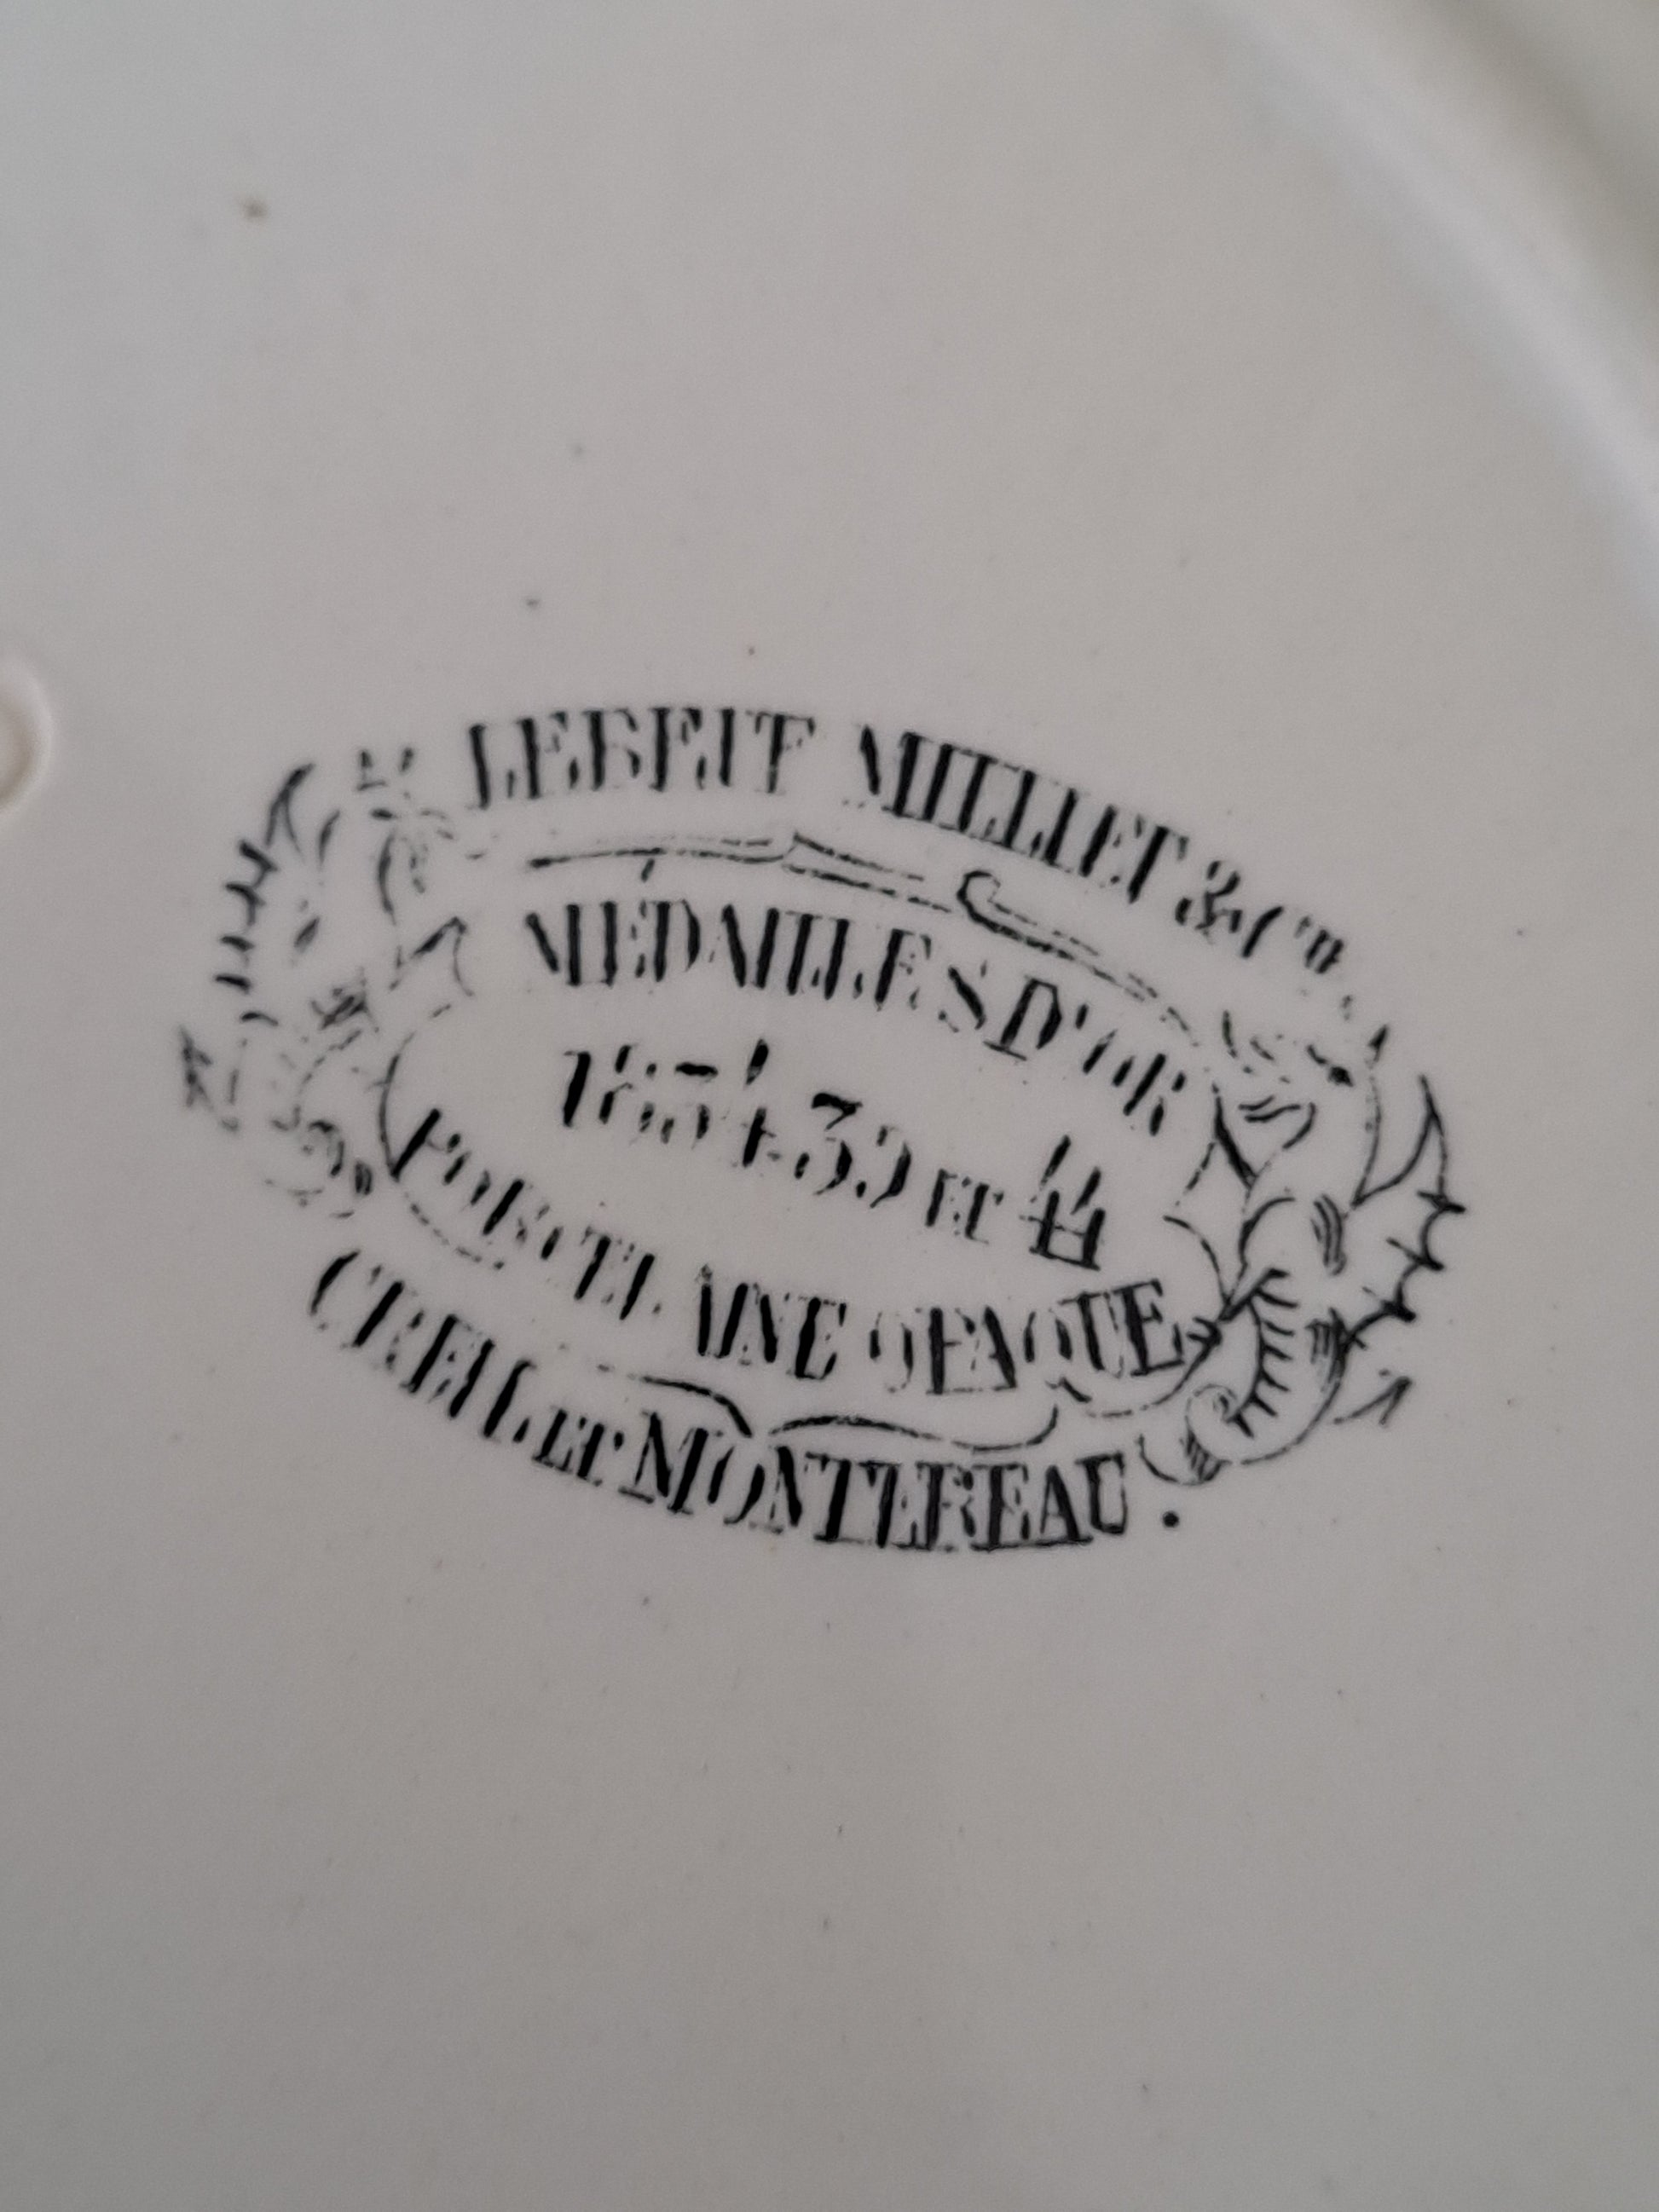 LEBEUF MILLIET & Cie
MÉDAILLES D'OR
1834 39 ET 44
PORCELAINE OPAQUE
CREIL ET MONTEREAU.